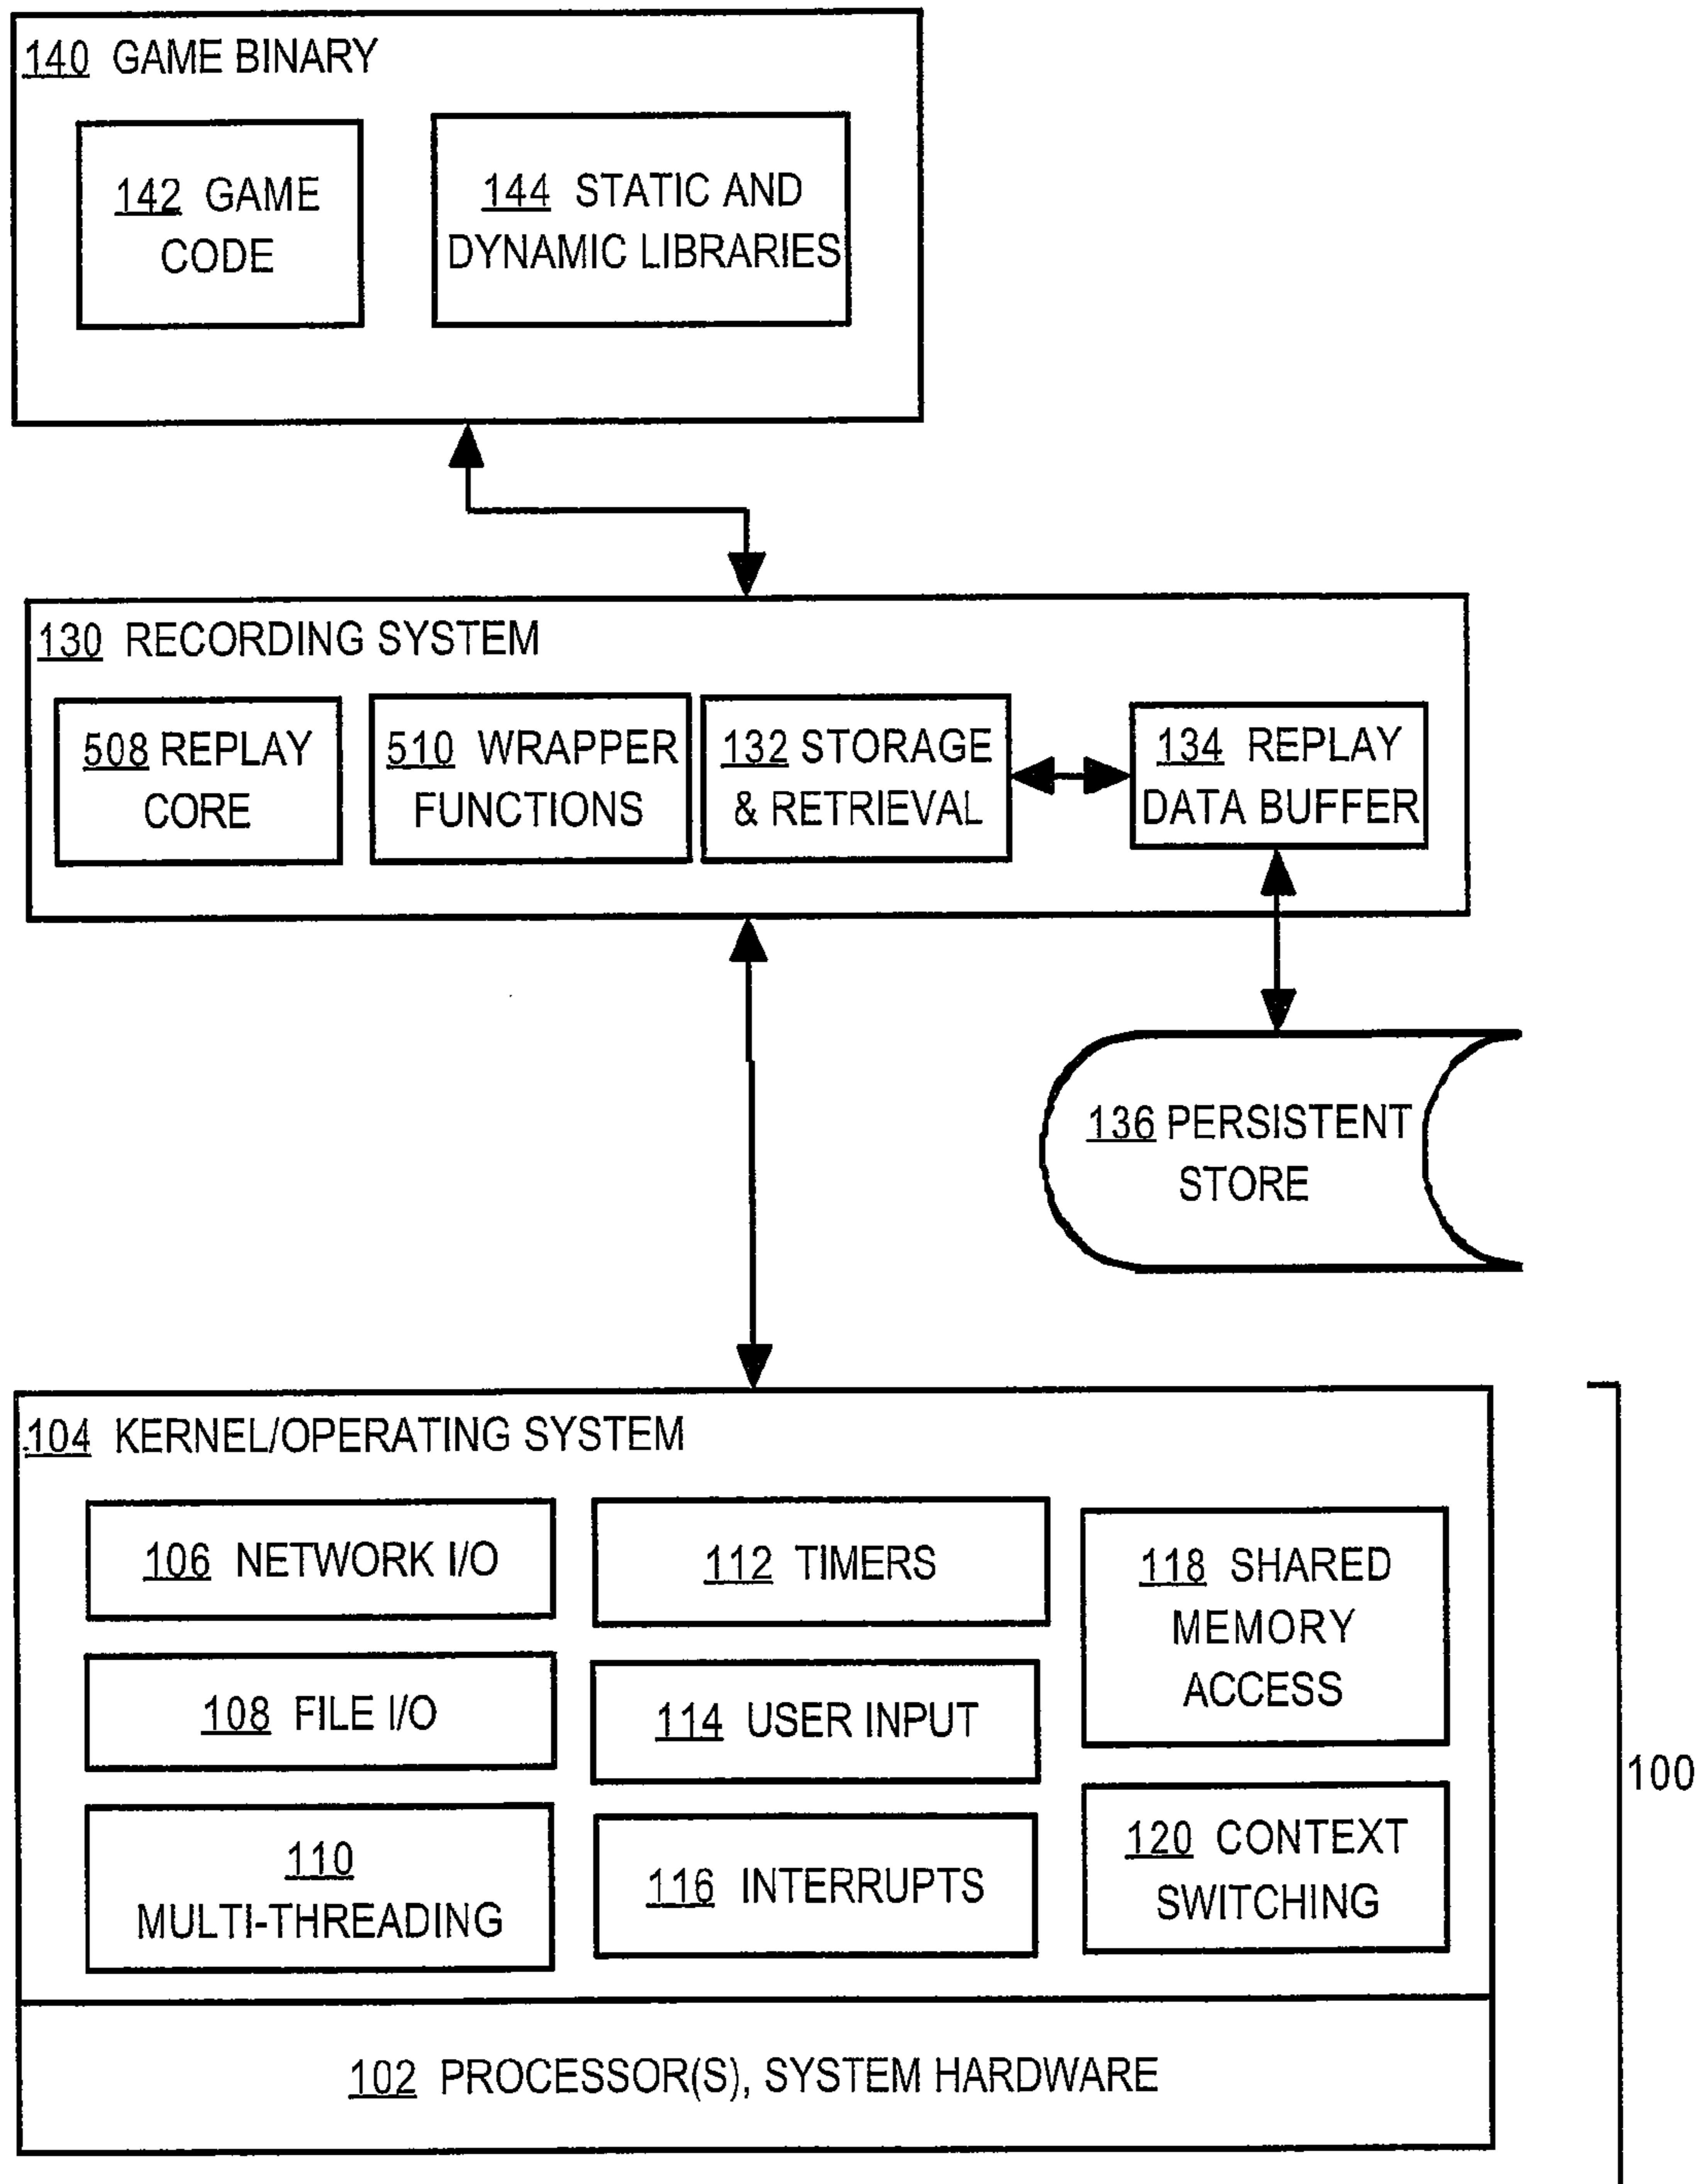 140 GAME BINARY
142 GAME
CODE
144 STATIC AND
DYNAMIC LIBRARIES
130 RECORDING SYSTEM
508 REPLAY
CORE
510 WRAPPER
FUNCTIONS
132 STORAGE
& RETRIEVAL
134 REPLAY
DATA BUFFER
136 PERSISTENT
STORE
104 KERNEL/OPERATING SYSTEM
106 NETWORK I/O
108 FILE I/O
110
MULTI-THREADING
112 TIMERS
114 USER INPUT
116 INTERRUPTS
118 SHARED
MEMORY
ACCESS
120 CONTEXT
SWITCHING
102 PROCESSOR(S), SYSTEM HARDWARE
100